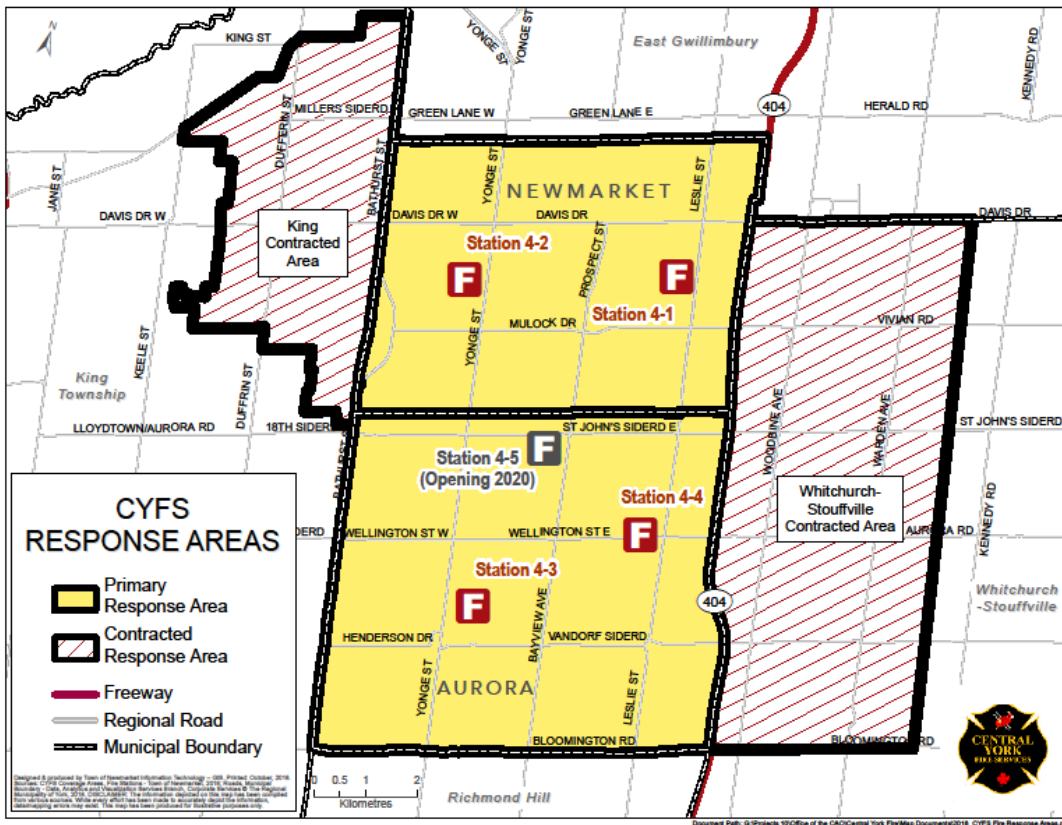 KING ST
YONGE ST
YONGE ST
East Gwillimbury
KENNEDY RD
404
HERALD RD
MILLERS SIDERD
GREEN LANE W
GREEN LANE E
DUFFERIN ST
BATHURST ST
YONGE ST
NEWMARKET
LESLIE ST
JANE ST
DAVIS DR W
King
Contracted
Area
DAVIS DR W
DAVIS DR
DAVIS DR
Station 4-2
F
PROSPECT ST
F
Station 4-1
MULOCK DR
VIVIAN RD
YONGE ST
KEELE ST
King
Township
DUFFRIN ST
WOODBINE AVE
WARDEN AVE
LLOYDTOWN/AURORA RD
18TH SIDERD
BATHURST S
ST JOHN'S SIDERD E
ST JOHN'S SIDERD
F
Station 4-5
(Opening 2020)
Station 4-4
Whitchurch-
Stouffville
Contracted Area
KENNEDY RD
DERD
WELLINGTON ST W
WELLINGTON ST E
F
AURORA RD
Station 4-3
F
404
Whitchurch
-Stouffville
BAYVIEW AVE
HENDERSON DR
VANDORF SIDERD
YONGE ST
AURORA
LESLIE ST
BLOOMINGTON RD
BLOOMINGTON RD
Richmond Hill
CYFS
RESPONSE AREAS
Primary
Response Area
Contracted
Response Area
Freeway
Regional Road
Municipal Boundary
0 0.5 1 2
Kilometres
CENTRAL
YORK
FIRE SERVICES